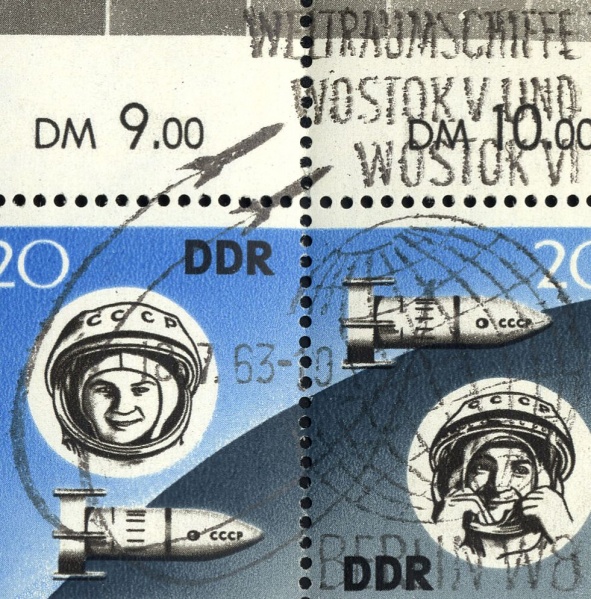 WELTRAUMSCHIFFE
WOSTOK V UND
WOSTOK VI
DM 9.00
DM 10.00
20
DDR
20
CCCP
CCCP
18.7.63-10
CCCP
CCCP
BERLIN W8
DDR